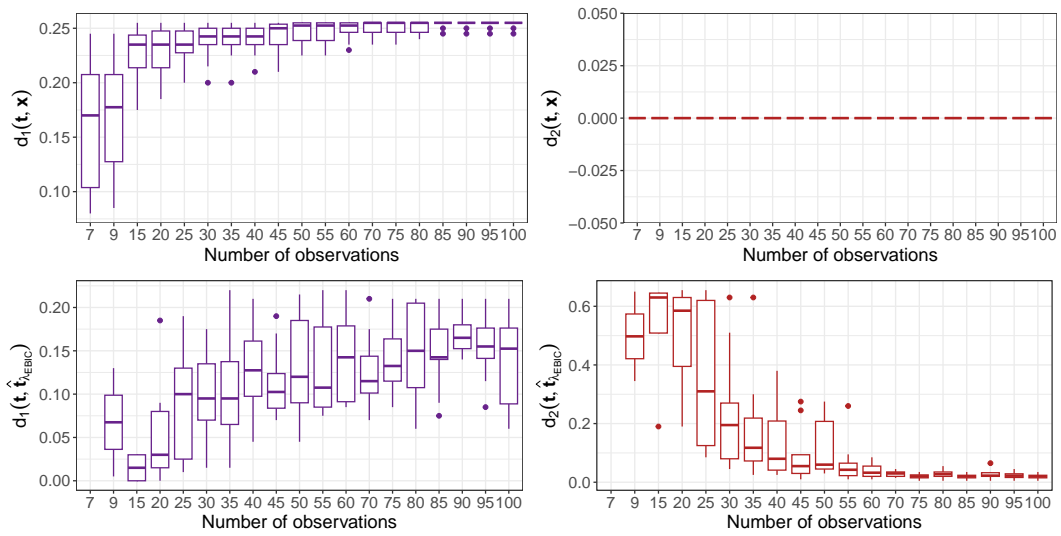 d₁(t, x)
0.25
0.20
0.15
0.10
7 9 15 20 25 30 35 40 45 50 55 60 70 75 80 85 90 95 100
Number of observations
d₂(t, x)
0.050
0.025
0.000
−0.025
−0.050
7 9 15 20 25 30 35 40 45 50 55 60 70 75 80 85 90 95 100
Number of observations
d₁(t, t̂_λEBIC)
0.20
0.15
0.10
0.05
0.00
7 9 15 20 25 30 35 40 45 50 55 60 70 75 80 85 90 95 100
Number of observations
d₂(t, t̂_λEBIC)
0.6
0.4
0.2
0.0
7 9 15 20 25 30 35 40 45 50 55 60 70 75 80 85 90 95 100
Number of observations